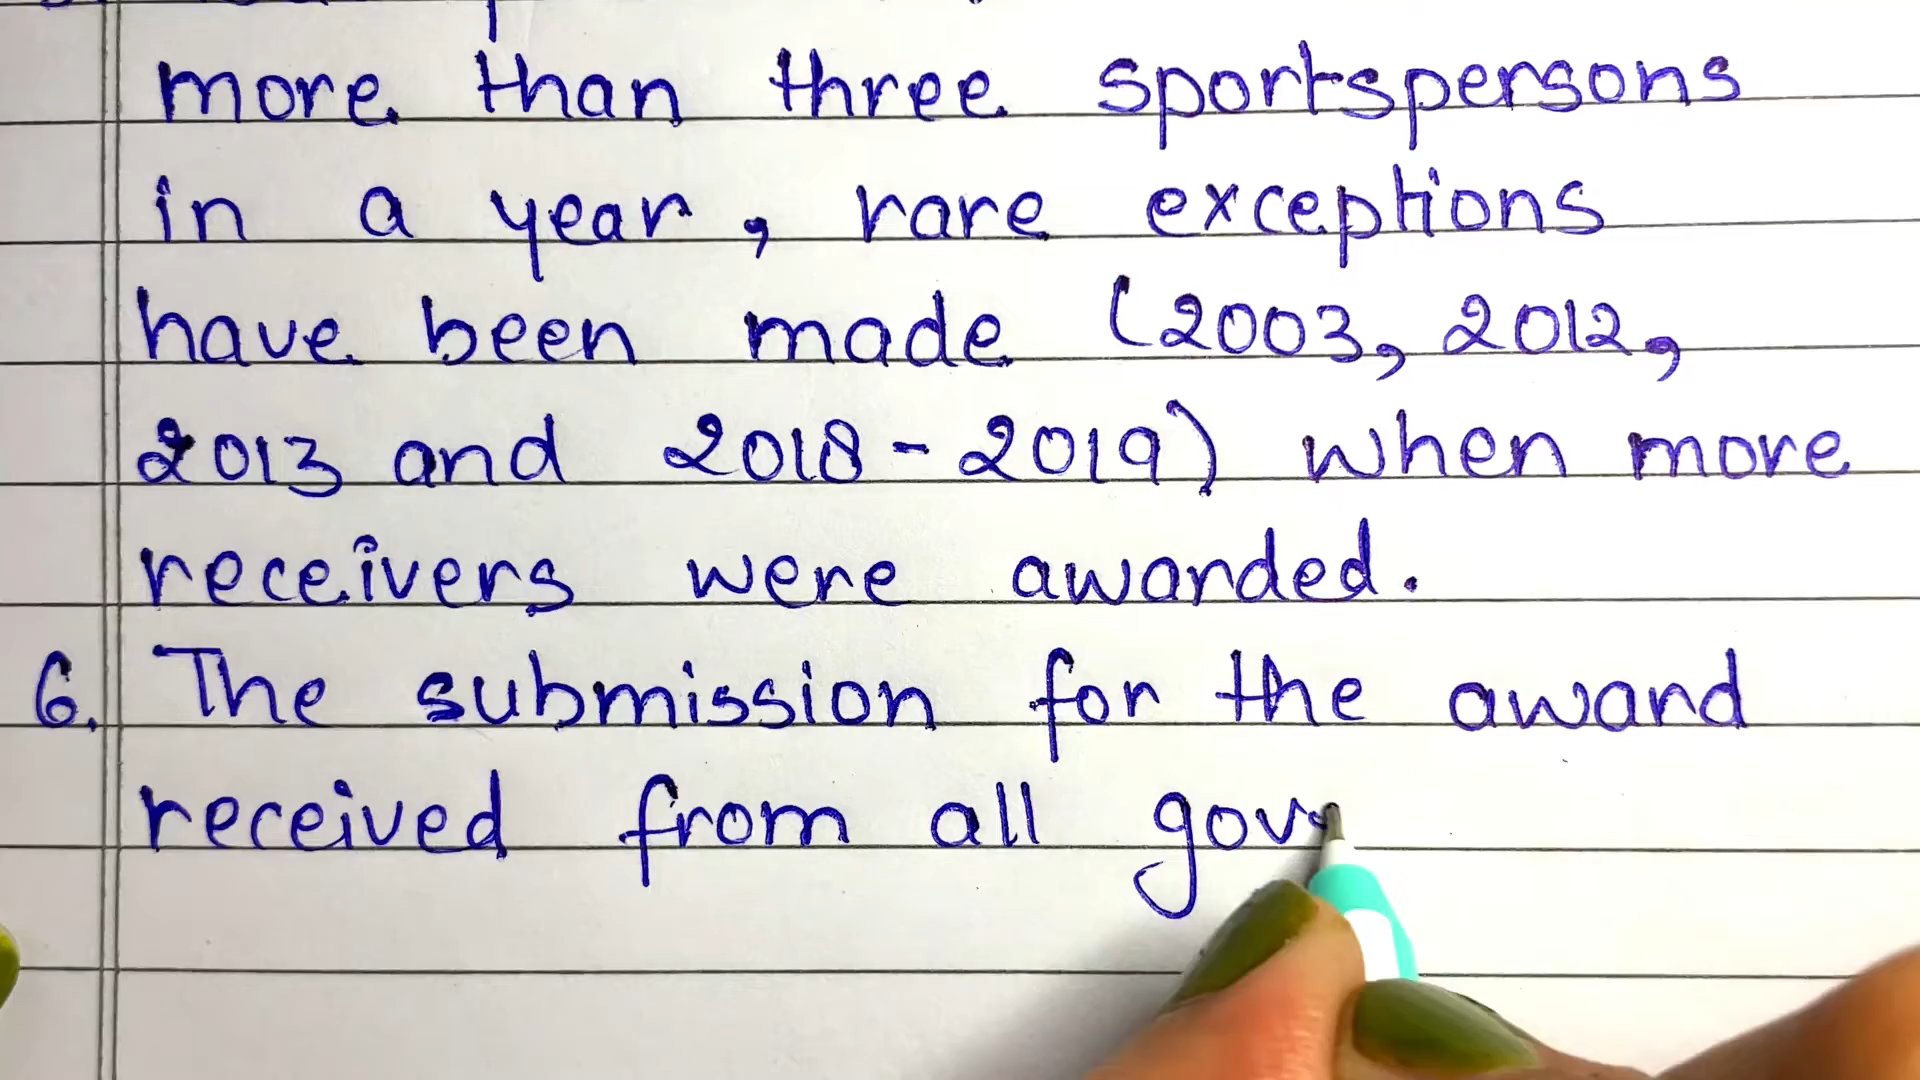 more than three sportspersons
in a year, rare exceptions
have been made (2003, 2012,
2013 and 2018-2019) when more
receivers were awarded.
6. The submission for the award
received from all gove